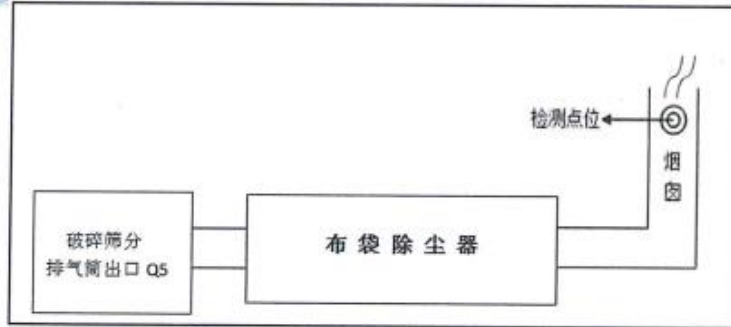 检测点位
烟
囱
破碎筛分
排气筒出口 Q5
布袋除尘器